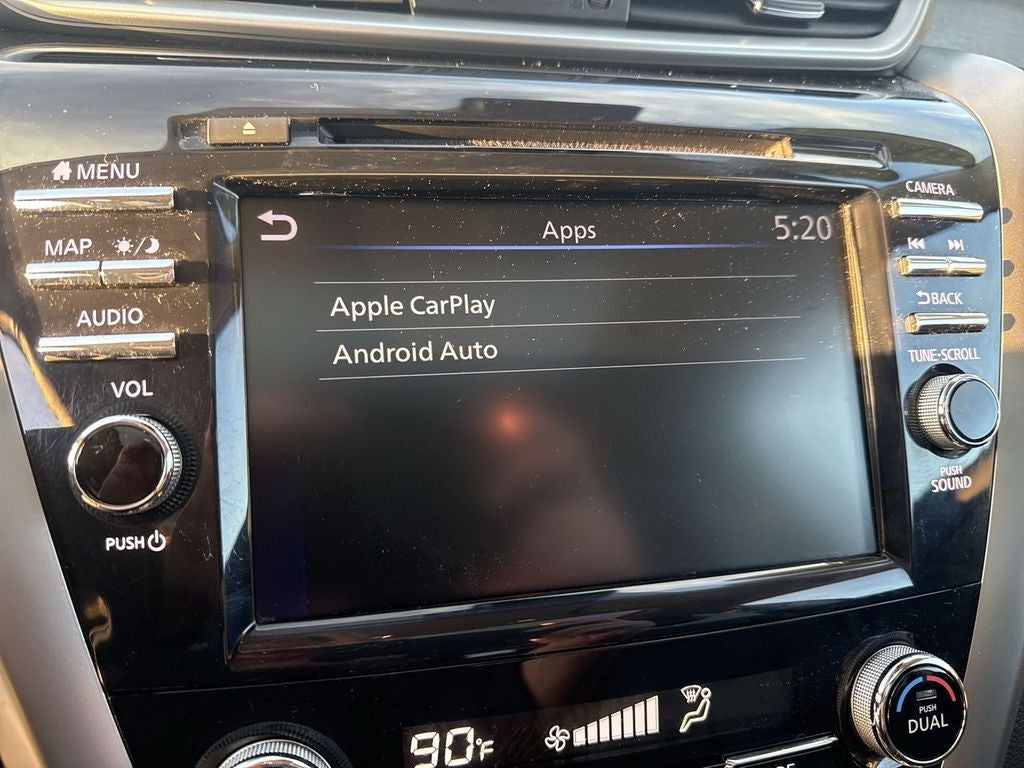 MENU
CAMERA
Apps
5:20
MAP
Apple CarPlay
BACK
AUDIO
Android Auto
TUNE·SCROLL
VOL
PUSH
SOUND
PUSH
PUSH
DUAL
90°F